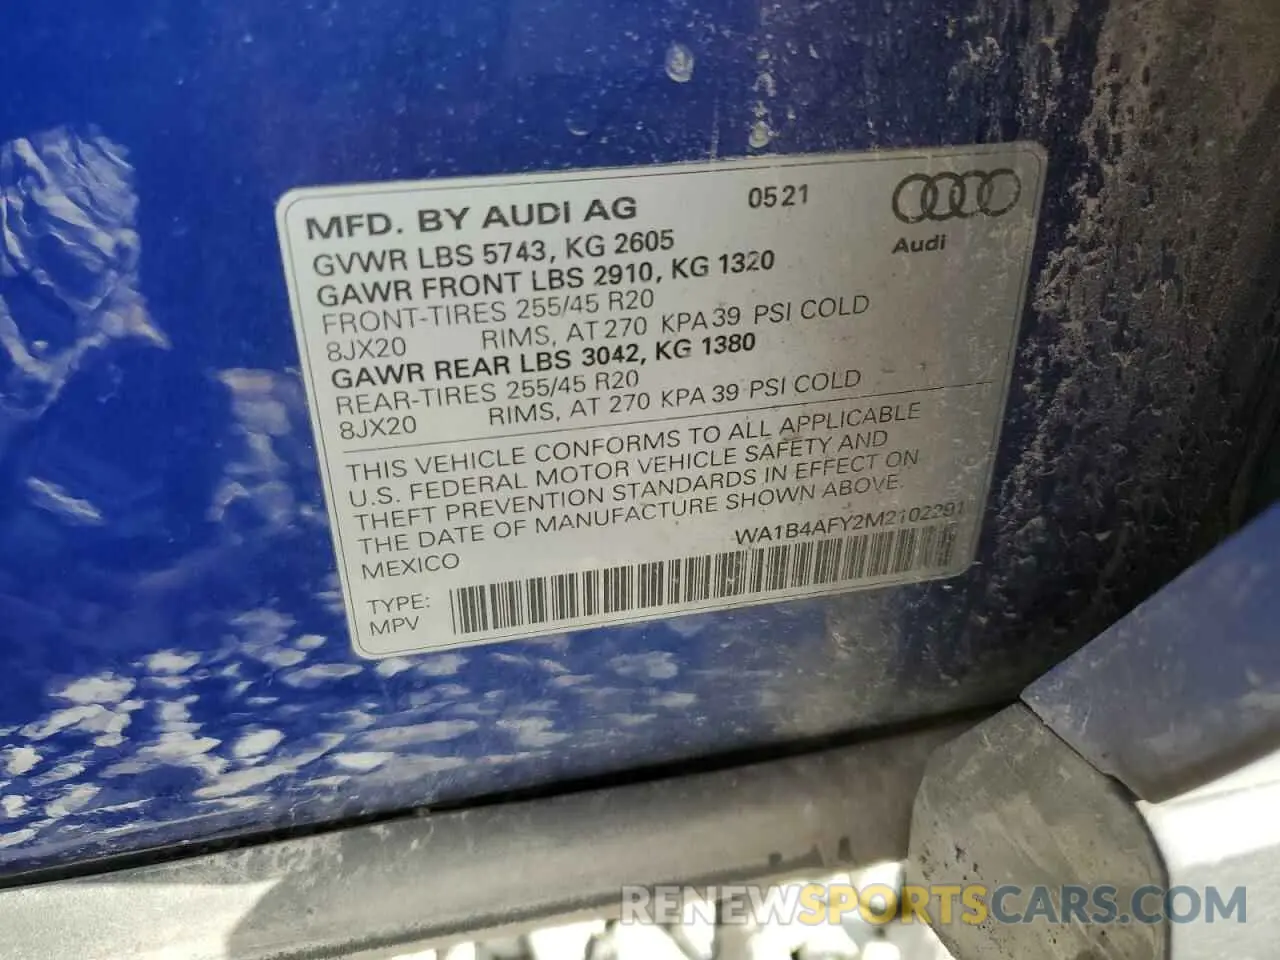 MFD. BY AUDI AG 0521
Audi
GVWR LBS 5743, KG 2605
GAWR FRONT LBS 2910, KG 1320
FRONT-TIRES 255/45 R20
8JX20 RIMS, AT 270 KPA 39 PSI COLD
GAWR REAR LBS 3042, KG 1380
REAR-TIRES 255/45 R20
8JX20 RIMS, AT 270 KPA 39 PSI COLD
THIS VEHICLE CONFORMS TO ALL APPLICABLE
U.S. FEDERAL MOTOR VEHICLE SAFETY AND
THEFT PREVENTION STANDARDS IN EFFECT ON
THE DATE OF MANUFACTURE SHOWN ABOVE.
MEXICO WA1B4AFY2M2102291
TYPE:
MPV
RENEWSPORTSCARS.COM